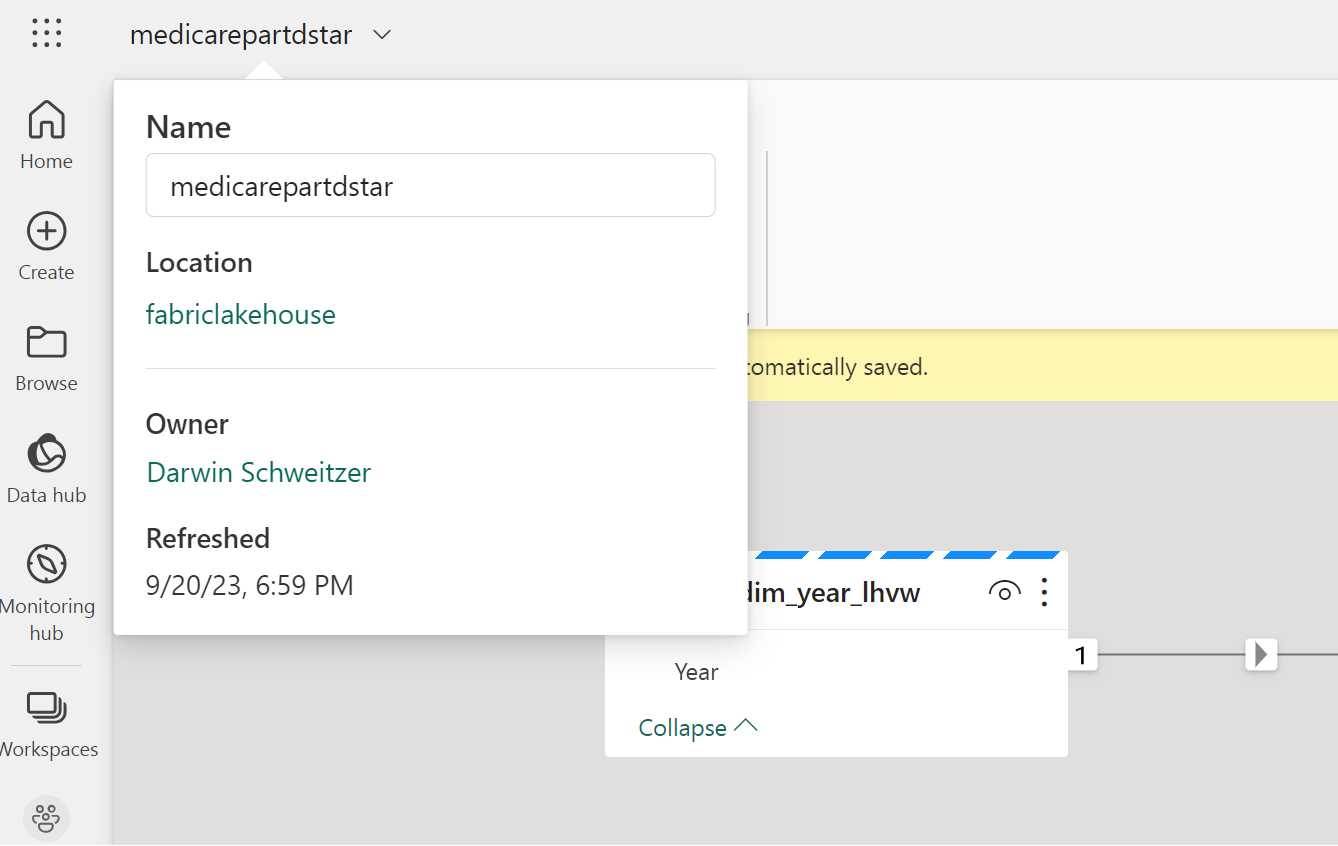 medicarepartdstar
Home
Create
Browse
Data hub
Monitoring
hub
Workspaces
Name
medicarepartdstar
Location
fabriclakehouse
Owner
Darwin Schweitzer
Refreshed
9/20/23, 6:59 PM
tomatically saved.
dim_year_lhvw
Year
Collapse
1